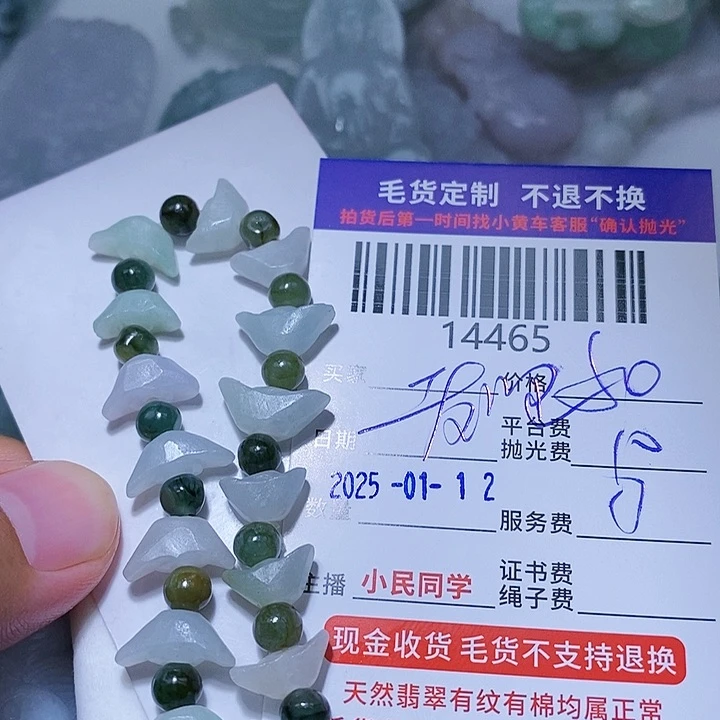 毛货定制 不退不换
拍货后第一时间找小黄车客服“确认抛光”
14465
买家
价格
平台费
日期
抛光费
2025-01-12
数量
服务费
证书费
主播 小民同学
绳子费
现金收货 毛货不支持退换
天然翡翠有纹有棉均属正常